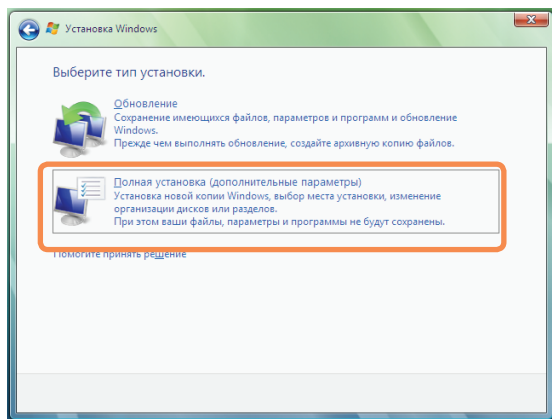 Установка Windows
Выберите тип установки.
Обновление
Сохранение имеющихся файлов, параметров и программ и обновление
Windows.
Прежде чем выполнять обновление, создайте архивную копию файлов.
Полная установка (дополнительные параметры)
Установка новой копии Windows, выбор места установки, изменение
организации дисков или разделов.
При этом ваши файлы, параметры и программы не будут сохранены.
Помогите принять решение